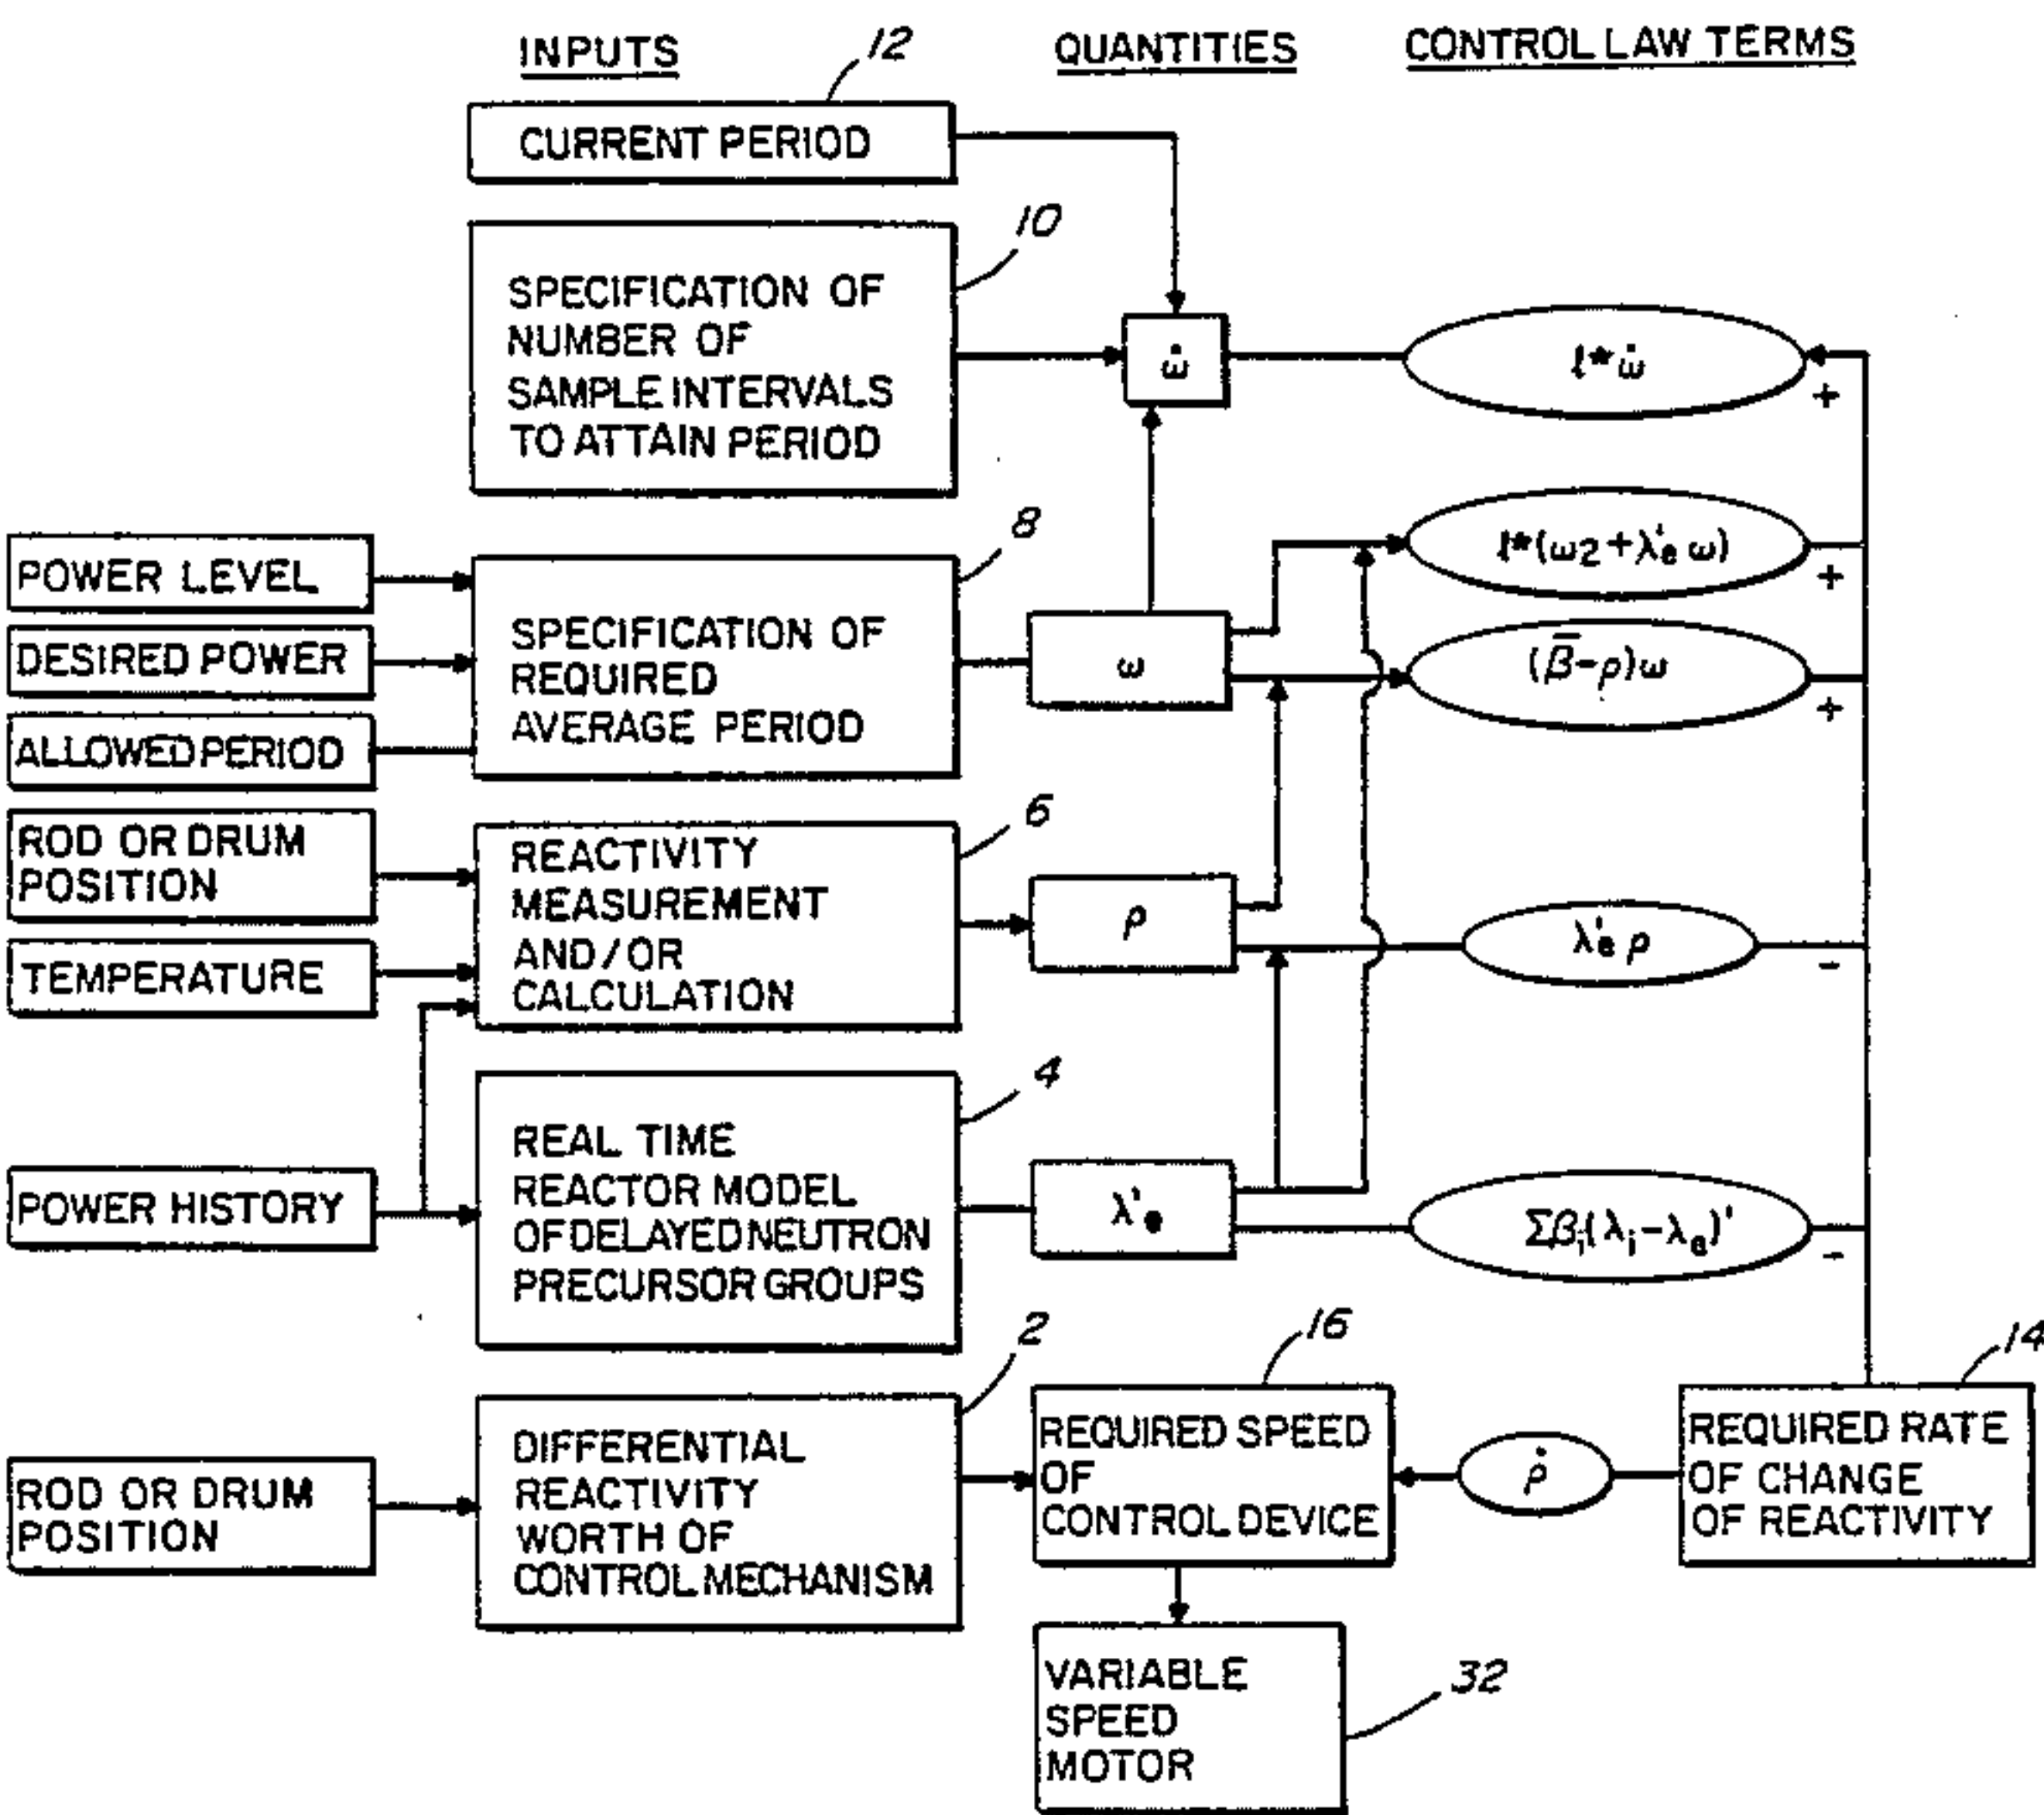 INPUTS
12
QUANTITIES
CONTROL LAW TERMS
CURRENT PERIOD
10
SPECIFICATION OF
NUMBER OF
SAMPLE INTERVALS
TO ATTAIN PERIOD
ω̇
ℓ*ω̇
+
8
POWER LEVEL
DESIRED POWER
ALLOWED PERIOD
SPECIFICATION OF
REQUIRED
AVERAGE PERIOD
ω
ℓ*(ω2+λ'e ω)
+
(β̅-ρ)ω
+
6
ROD OR DRUM
POSITION
TEMPERATURE
REACTIVITY
MEASUREMENT
AND/OR
CALCULATION
ρ
λ'e ρ
-
4
POWER HISTORY
REAL TIME
REACTOR MODEL
OF DELAYED NEUTRON
PRECURSOR GROUPS
λ'e
Σβi(λi-λe)'
-
2
ROD OR DRUM
POSITION
DIFFERENTIAL
REACTIVITY
WORTH OF
CONTROL MECHANISM
16
REQUIRED SPEED
OF
CONTROL DEVICE
ρ̇
14
REQUIRED RATE
OF CHANGE
OF REACTIVITY
VARIABLE
SPEED
MOTOR
32